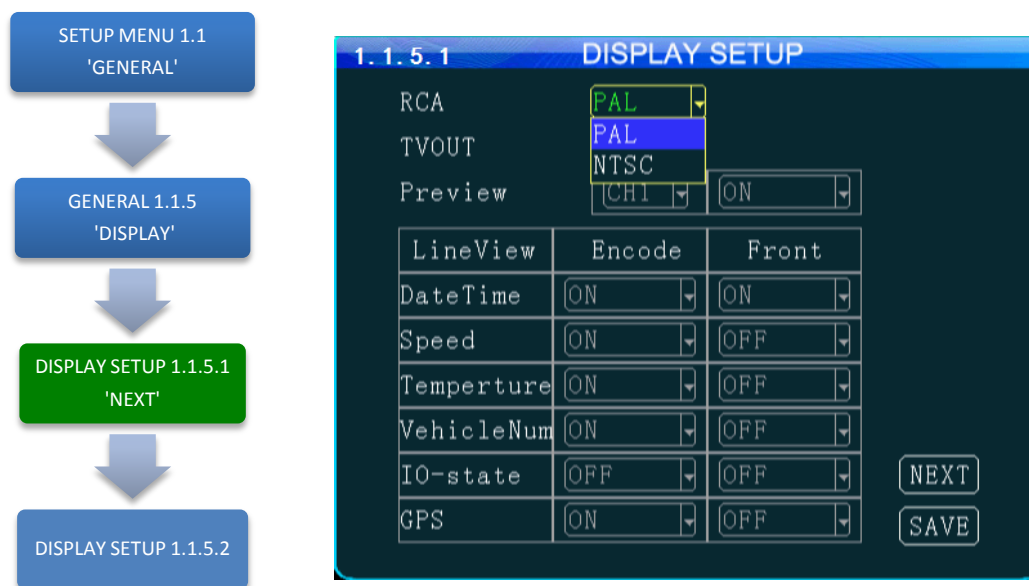 SETUP MENU 1.1
'GENERAL'
GENERAL 1.1.5
'DISPLAY'
DISPLAY SETUP 1.1.5.1
'NEXT'
DISPLAY SETUP 1.1.5.2
1.1.5.1 DISPLAY SETUP
RCA PAL
PAL
TVOUT
NTSC
Preview CH1 ON
LineView Encode Front
DateTime ON ON
Speed ON OFF
Temperture ON OFF
VehicleNum ON OFF
IO-state OFF OFF
NEXT
GPS ON OFF
SAVE